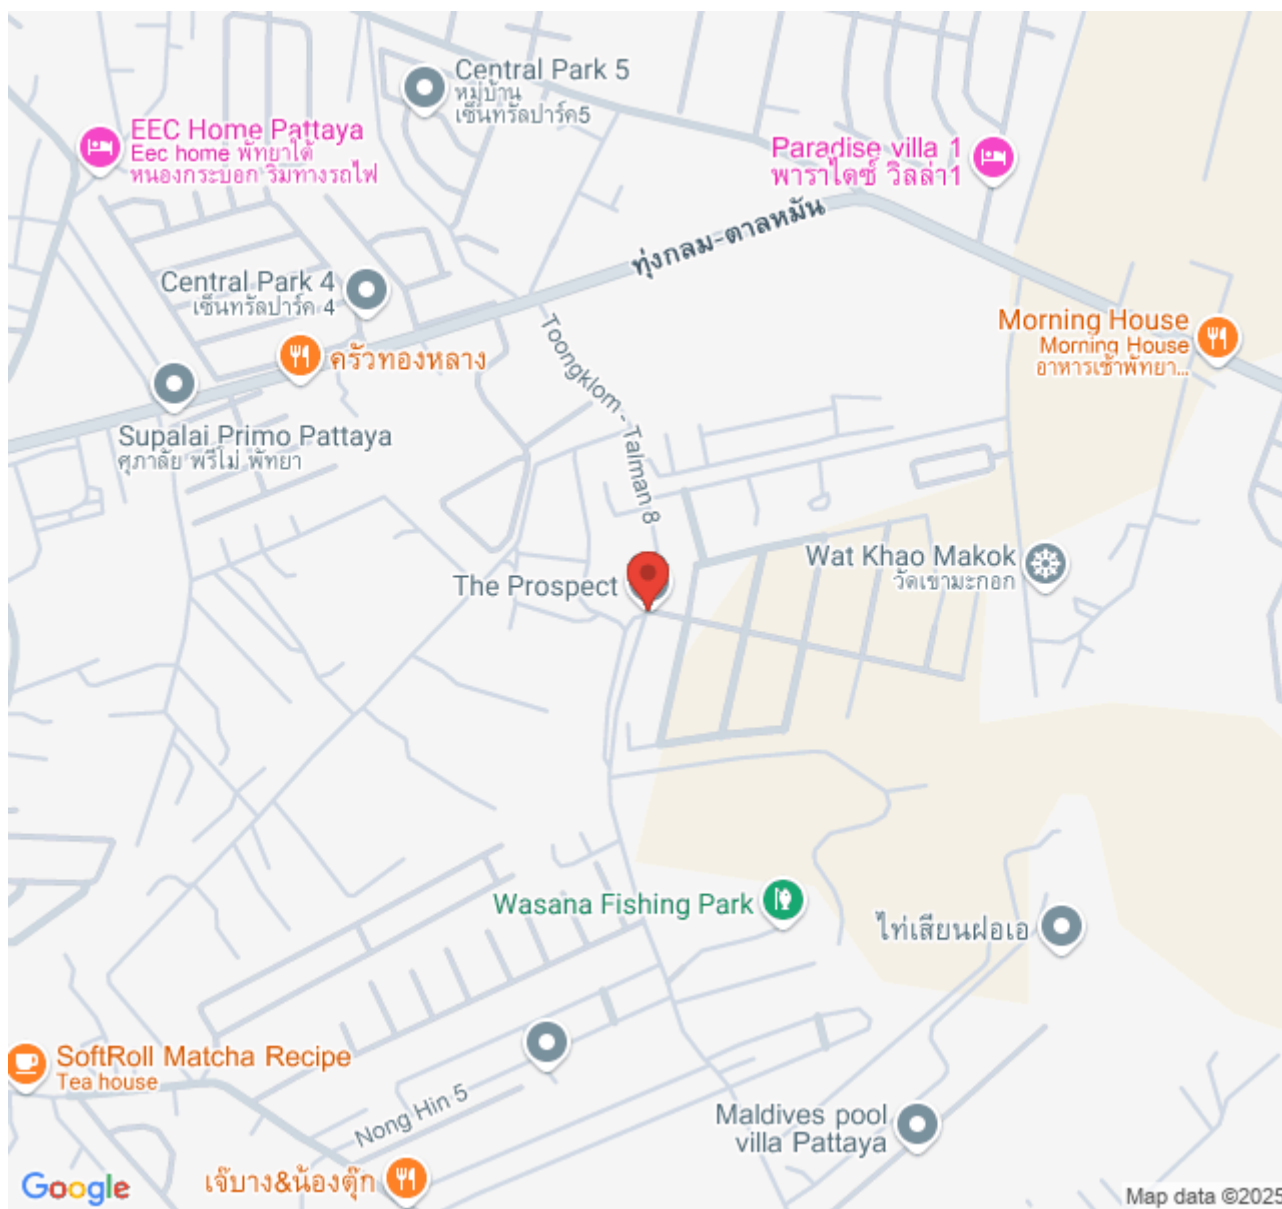 Central Park 5
หมู่บ้าน
เซ็นทรัลปาร์ค5
EEC Home Pattaya
Eec home พัทยาใต้
หนองกระบอก ริมทางรถไฟ
Paradise villa 1
พาราไดซ์ วิลล่า1
ทุ่งกลม-ตาลหมัน
Central Park 4
เซ็นทรัลปาร์ค 4
Morning House
Morning House
อาหารเช้าพัทยา...
ครัวทองหลาง
Toongklom - Talman 8
Supalai Primo Pattaya
ศุภาลัย พรีโม่ พัทยา
Wat Khao Makok
วัดเขามะกอก
The Prospect
Wasana Fishing Park
ไท่เสียนฝอเอ
SoftRoll Matcha Recipe
Tea house
Nong Hin 5
Maldives pool
villa Pattaya
เจ๊บาง&น้องตุ๊ก
Google
Map data ©2025